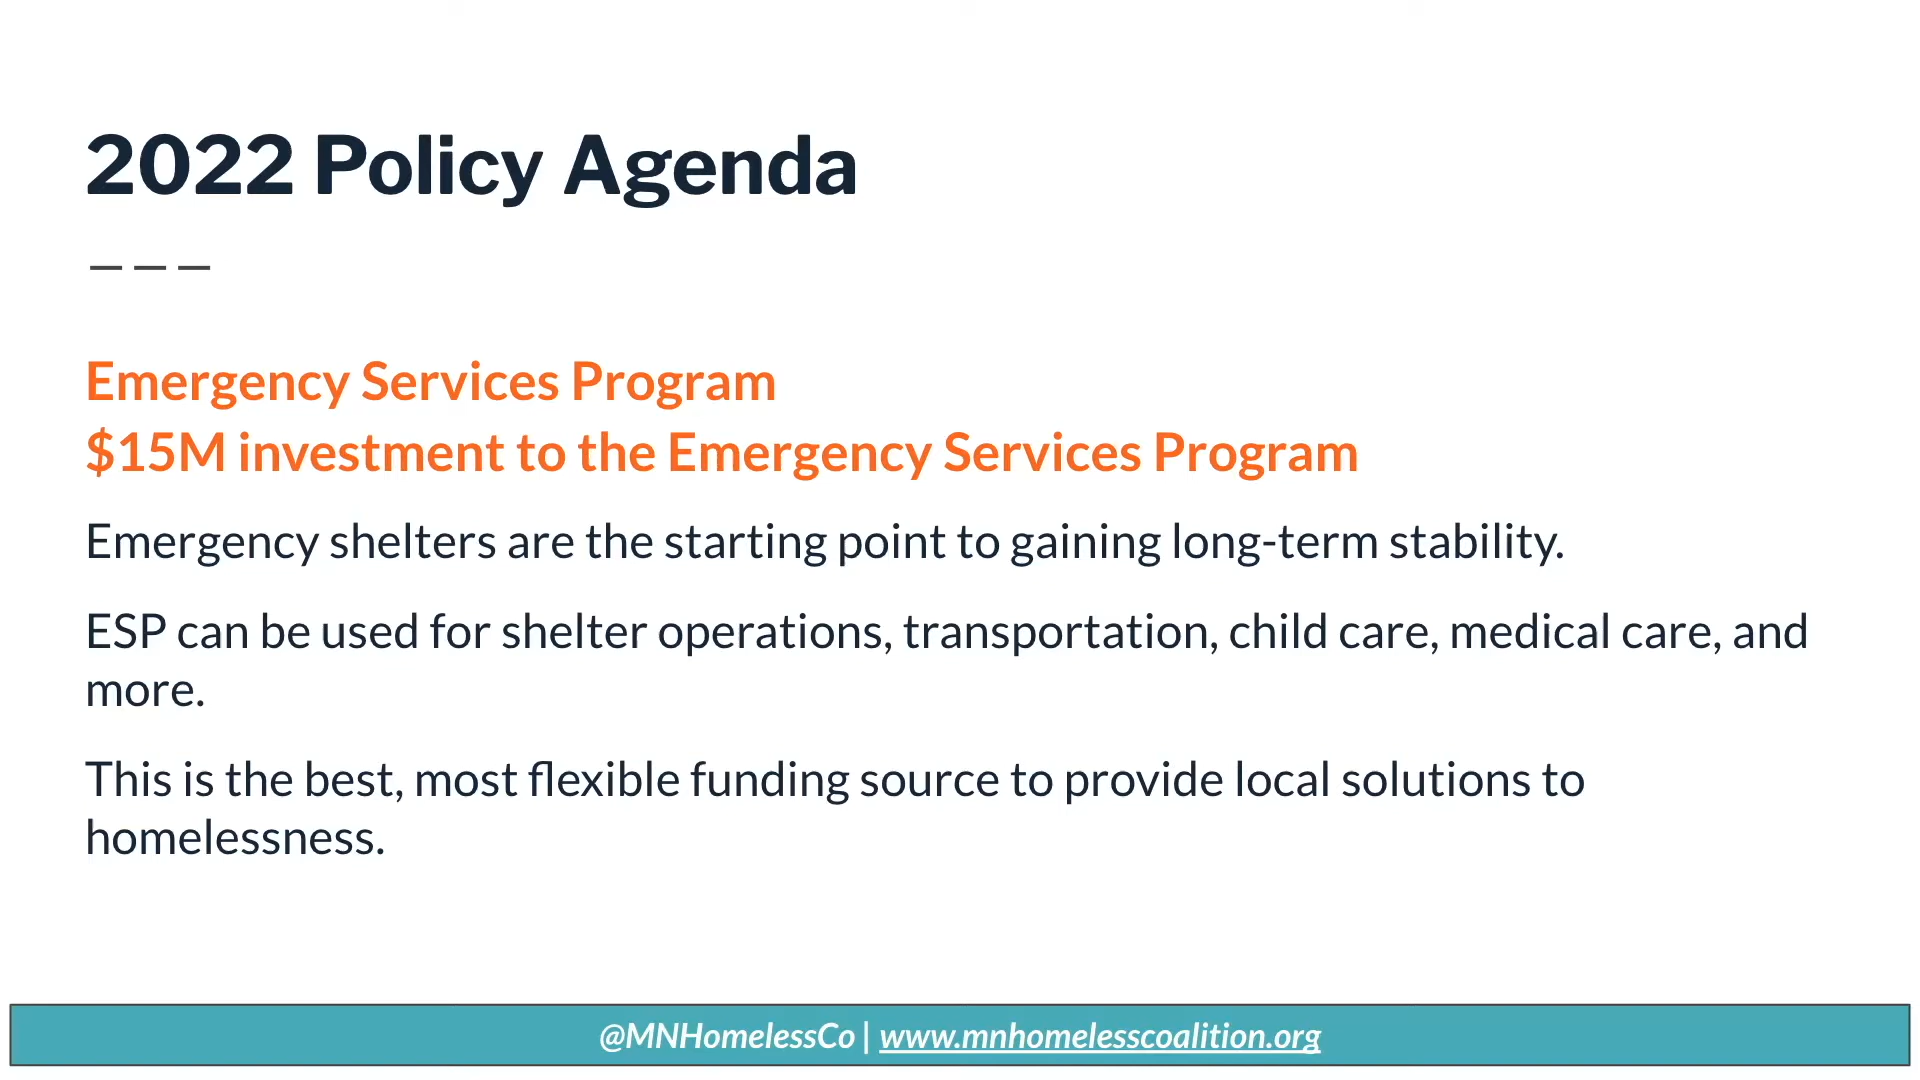 2022 Policy Agenda
Emergency Services Program
$15M investment to the Emergency Services Program
Emergency shelters are the starting point to gaining long-term stability.
ESP can be used for shelter operations, transportation, child care, medical care, and
more.
This is the best, most flexible funding source to provide local solutions to
homelessness.
@MNHomelessCo | www.mnhomelesscoalition.org